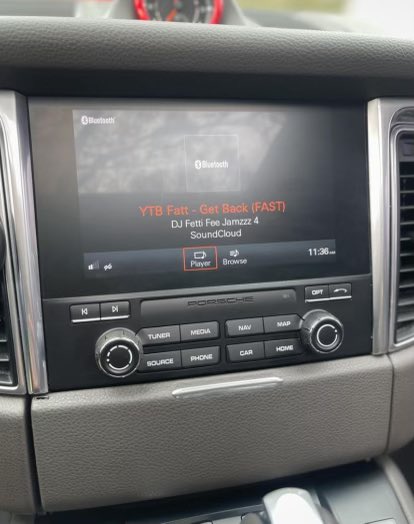 Bluetooth
Bluetooth
YTB Fatt - Get Back (FAST)
DJ Fetti Fee Jamzzz 4
SoundCloud
Player
Browse
11:36
PORSCHE
OPT
TUNER
MEDIA
NAV
MAP
SOURCE
PHONE
CAR
HOME